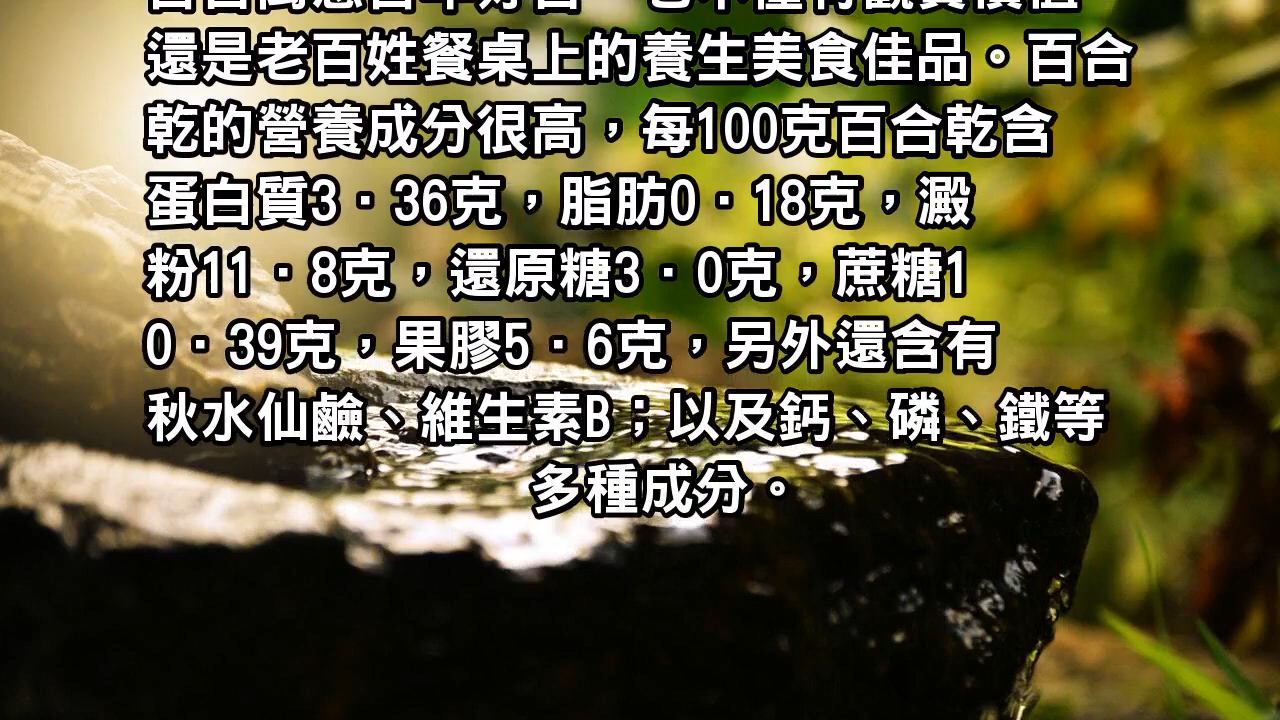 還是老百姓餐桌上的養生美食佳品。百合
乾的營養成分很高，每100克百合乾含
蛋白質3．36克，脂肪0．18克，澱
粉11．8克，還原糖3．0克，蔗糖1
0．39克，果膠5．6克，另外還含有
秋水仙鹼、維生素B；以及鈣、磷、鐵等
多種成分。